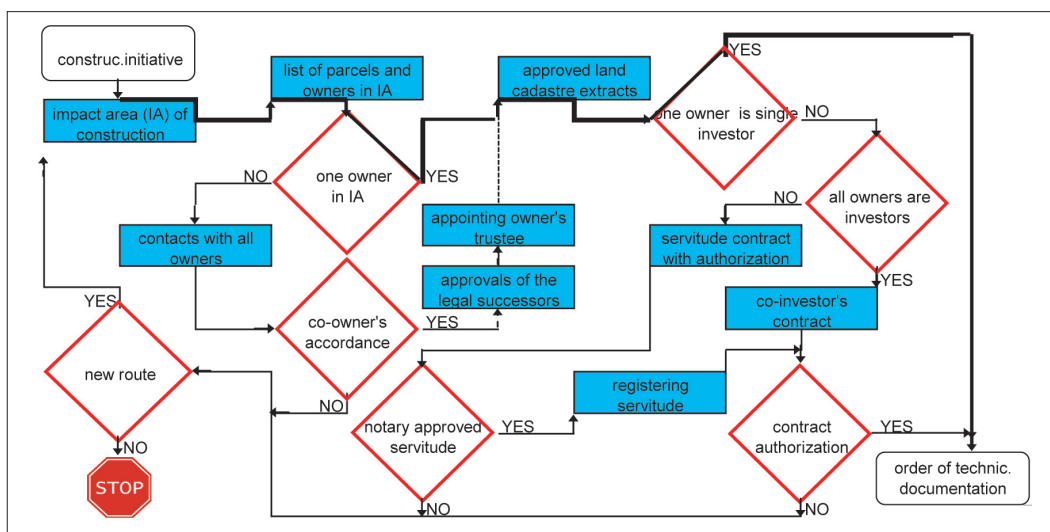 construc.initiative
impact area (IA) of
construction
list of parcels and
owners in IA
approved land
cadastre extracts
YES
one owner is single
investor
NO
one owner
in IA
NO
YES
all owners are
investors
NO
YES
contacts with all
owners
appointing owner's
trustee
servitude contract
with authorization
approvals of the
legal successors
co-investor's
contract
co-owner's
accordance
YES
NO
YES
new route
NO
STOP
notary approved
servitude
YES
NO
registering
servitude
contract
authorization
YES
NO
order of technic.
documentation